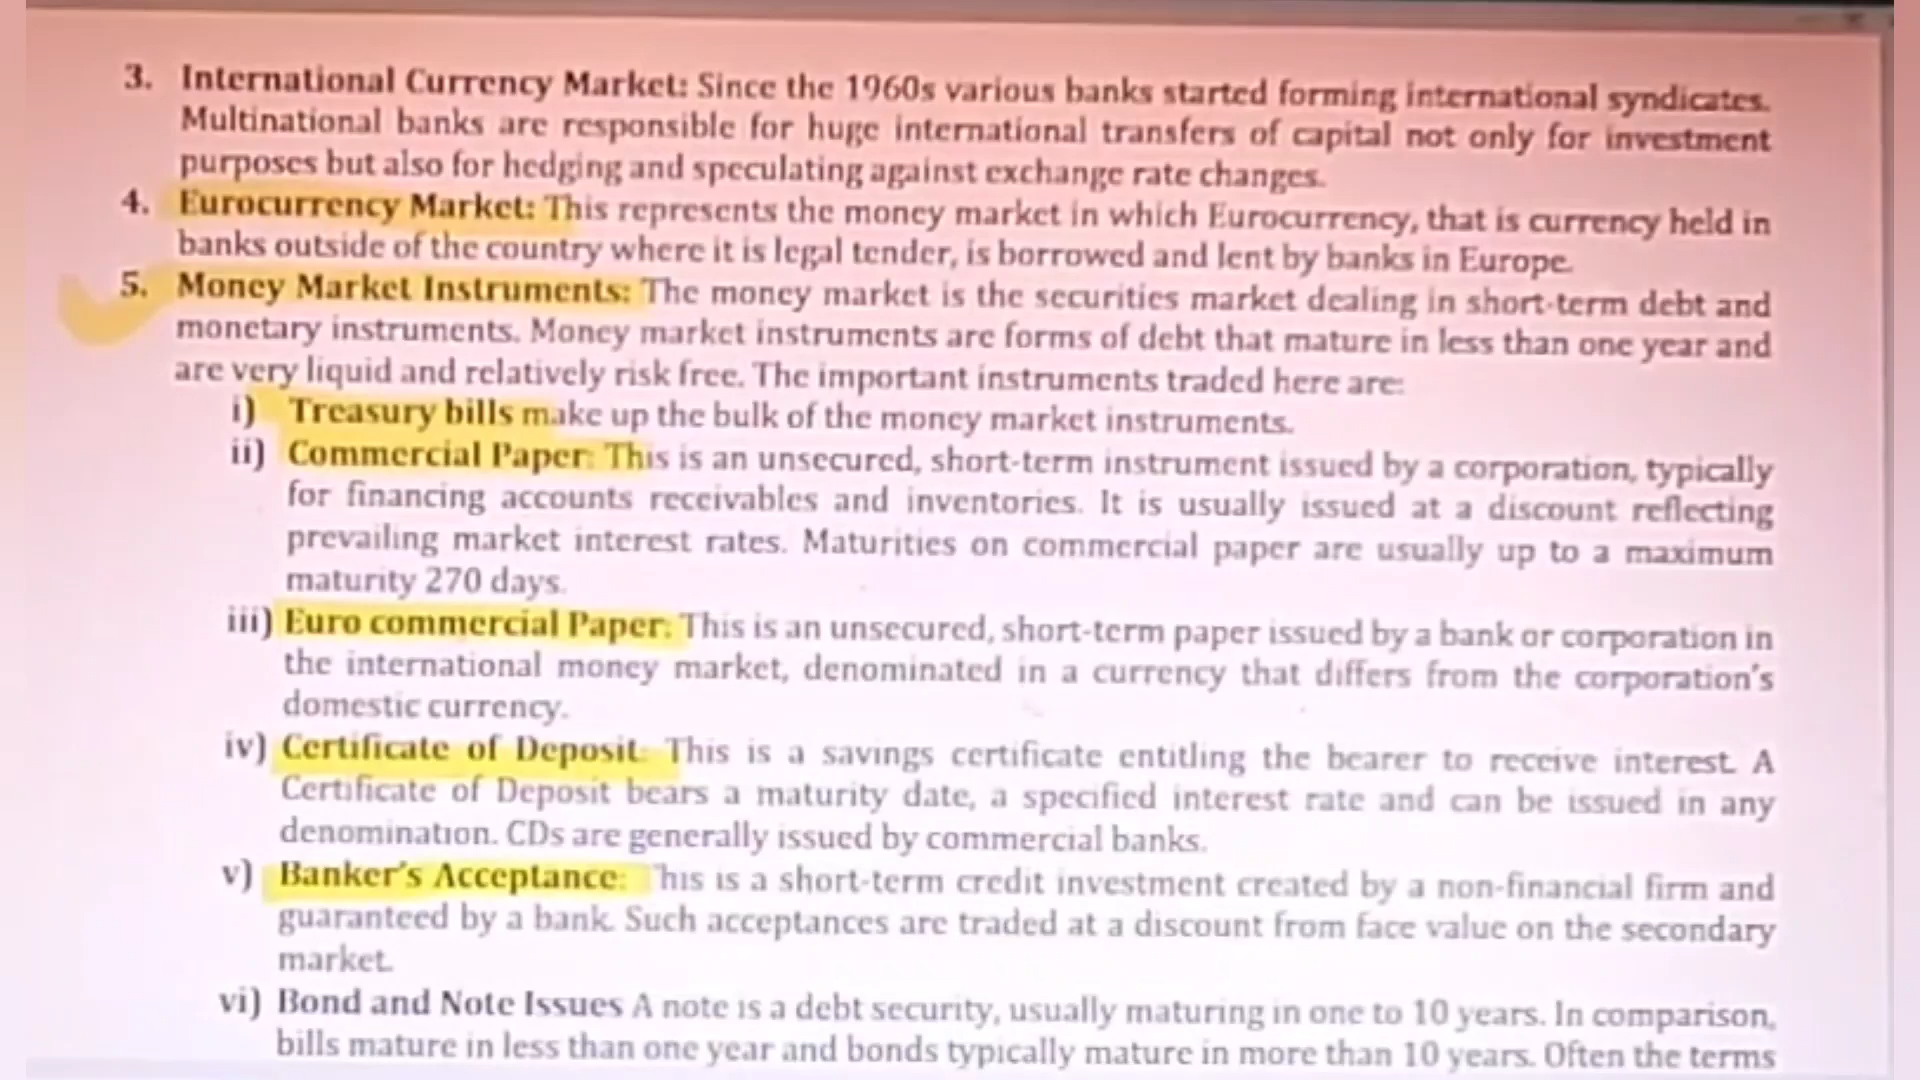 3. International Currency Market: Since the 1960s various banks started forming international syndicates.
Multinational banks are responsible for huge international transfers of capital not only for investment
purposes but also for hedging and speculating against exchange rate changes.
4. Eurocurrency Market: This represents the money market in which Eurocurrency, that is currency held in
banks outside of the country where it is legal tender, is borrowed and lent by banks in Europe.
5. Money Market Instruments: The money market is the securities market dealing in short-term debt and
monetary instruments. Money market instruments are forms of debt that mature in less than one year and
are very liquid and relatively risk free. The important instruments traded here are:
i) Treasury bills make up the bulk of the money market instruments.
ii) Commercial Paper: This is an unsecured, short-term instrument issued by a corporation, typically
for financing accounts receivables and inventories. It is usually issued at a discount reflecting
prevailing market interest rates. Maturities on commercial paper are usually up to a maximum
maturity 270 days.
iii) Euro commercial Paper: This is an unsecured, short-term paper issued by a bank or corporation in
the international money market, denominated in a currency that differs from the corporation's
domestic currency.
iv) Certificate of Deposit: This is a savings certificate entitling the bearer to receive interest. A
Certificate of Deposit bears a maturity date, a specified interest rate and can be issued in any
denomination. CDs are generally issued by commercial banks.
v) Banker's Acceptance: This is a short-term credit investment created by a non-financial firm and
guaranteed by a bank. Such acceptances are traded at a discount from face value on the secondary
market.
vi) Bond and Note Issues A note is a debt security, usually maturing in one to 10 years. In comparison,
bills mature in less than one year and bonds typically mature in more than 10 years. Often the terms